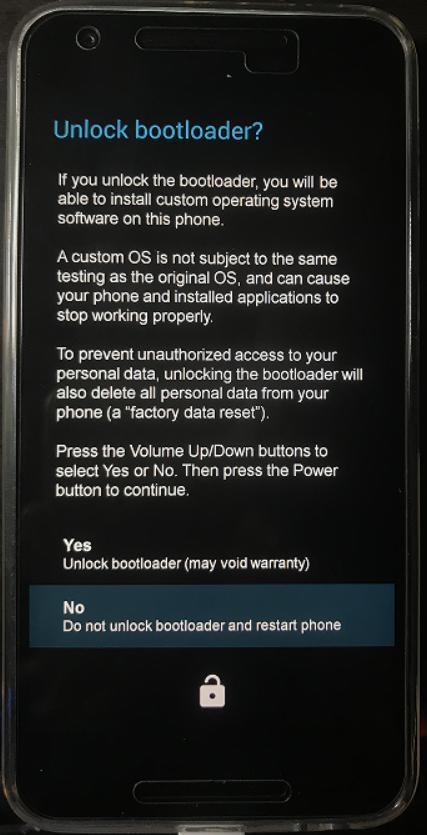 Unlock bootloader?
If you unlock the bootloader, you will be
able to install custom operating system
software on this phone.
A custom OS is not subject to the same
testing as the original OS, and can cause
your phone and installed applications to
stop working properly.
To prevent unauthorized access to your
personal data, unlocking the bootloader will
also delete all personal data from your
phone (a "factory data reset").
Press the Volume Up/Down buttons to
select Yes or No. Then press the Power
button to continue.
Yes
Unlock bootloader (may void warranty)
No
Do not unlock bootloader and restart phone